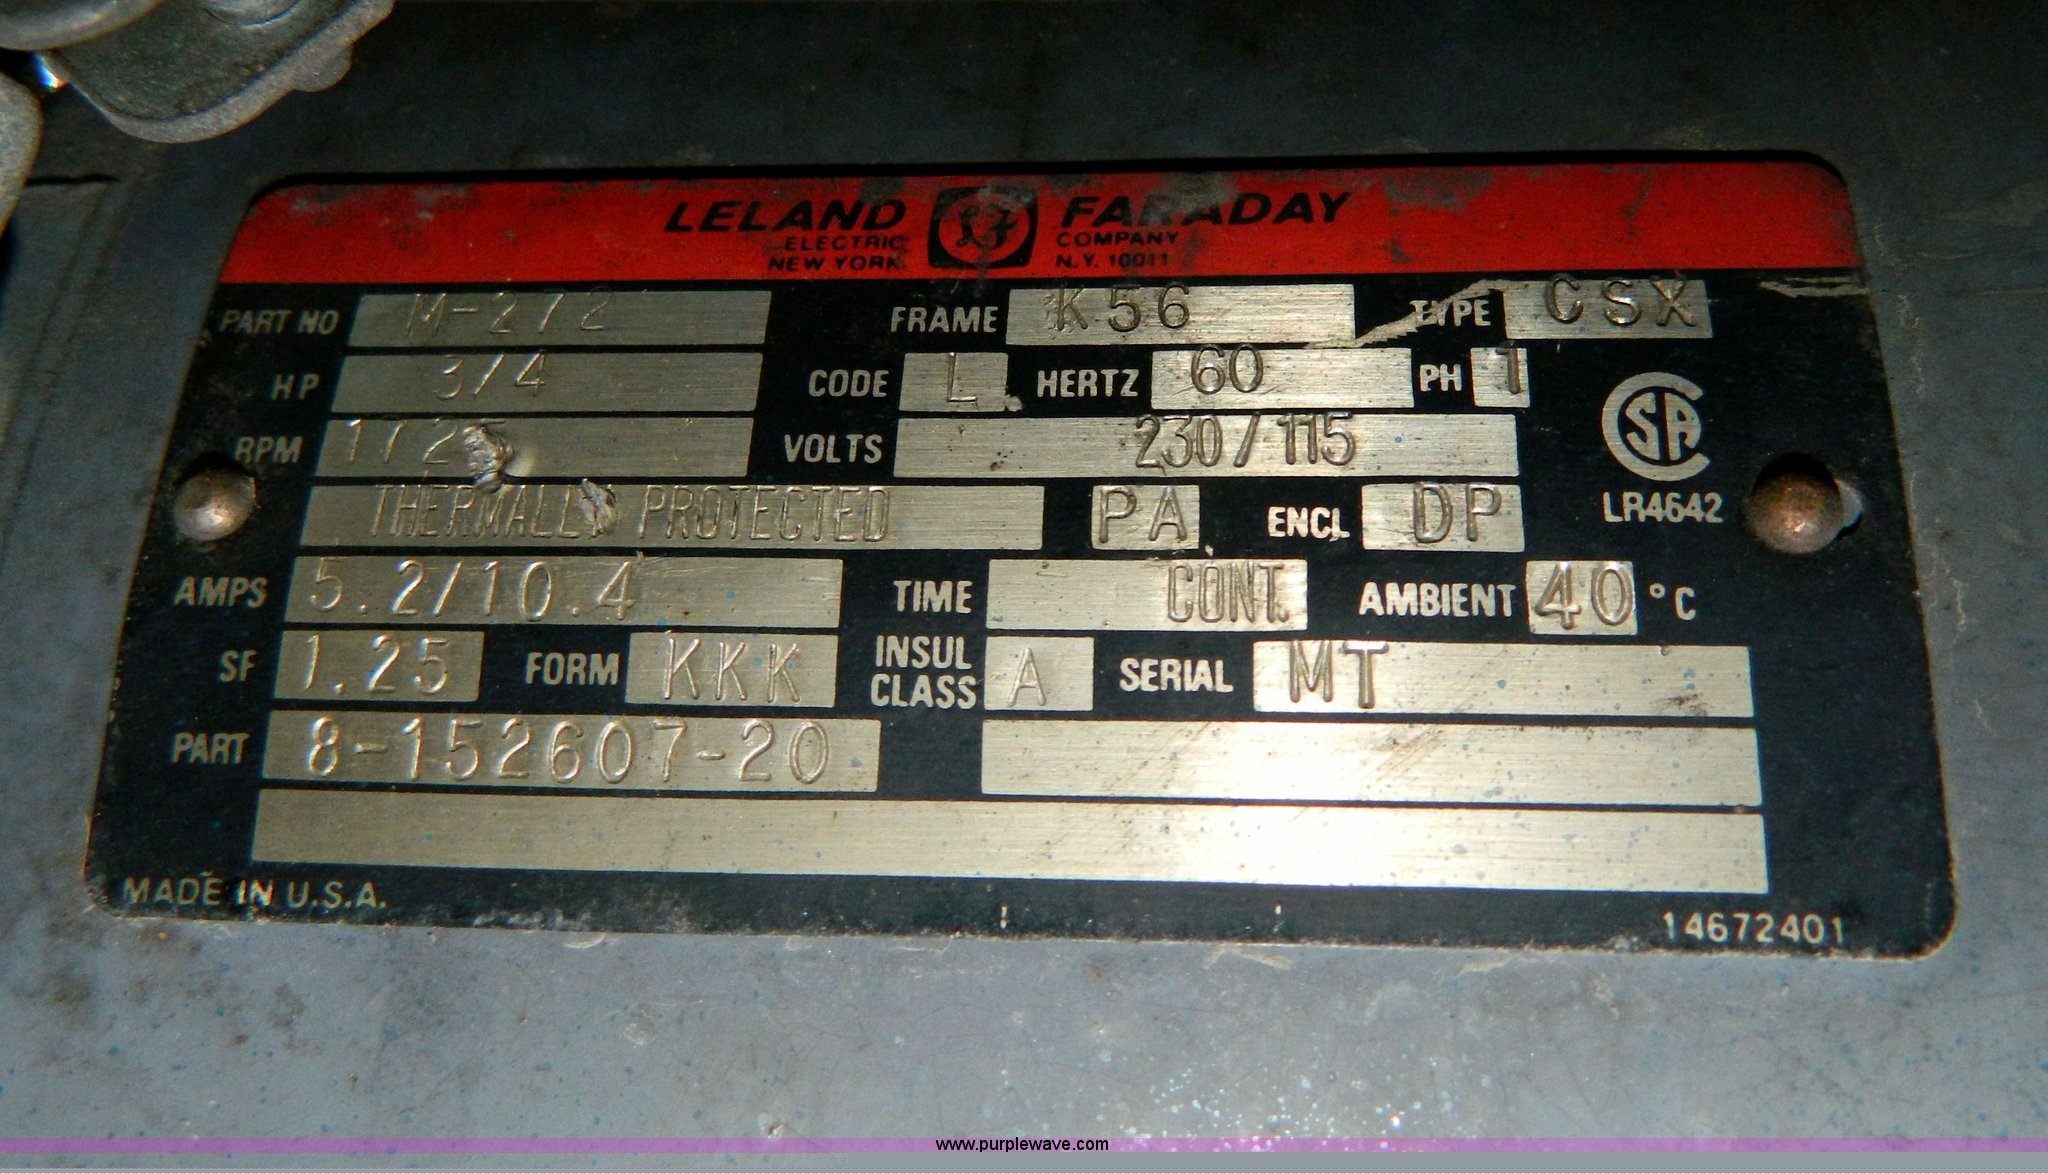 LELAND FARADAY
ELECTRIC COMPANY
NEW YORK N.Y. 10011
PART NO M-272 FRAME K56 TYPE CSX
HP 3/4 CODE L HERTZ 60 PH 1
RPM VOLTS 230/115
THERMALLY PROTECTED PA ENCL DP
CSA
LR4642
AMPS 5.2/10.4 TIME CONT. AMBIENT 40 °C
SF 1.25 FORM KKK INSUL CLASS A SERIAL MT
PART 8-152607-20
MADE IN U.S.A.
14672401
www.purplewave.com